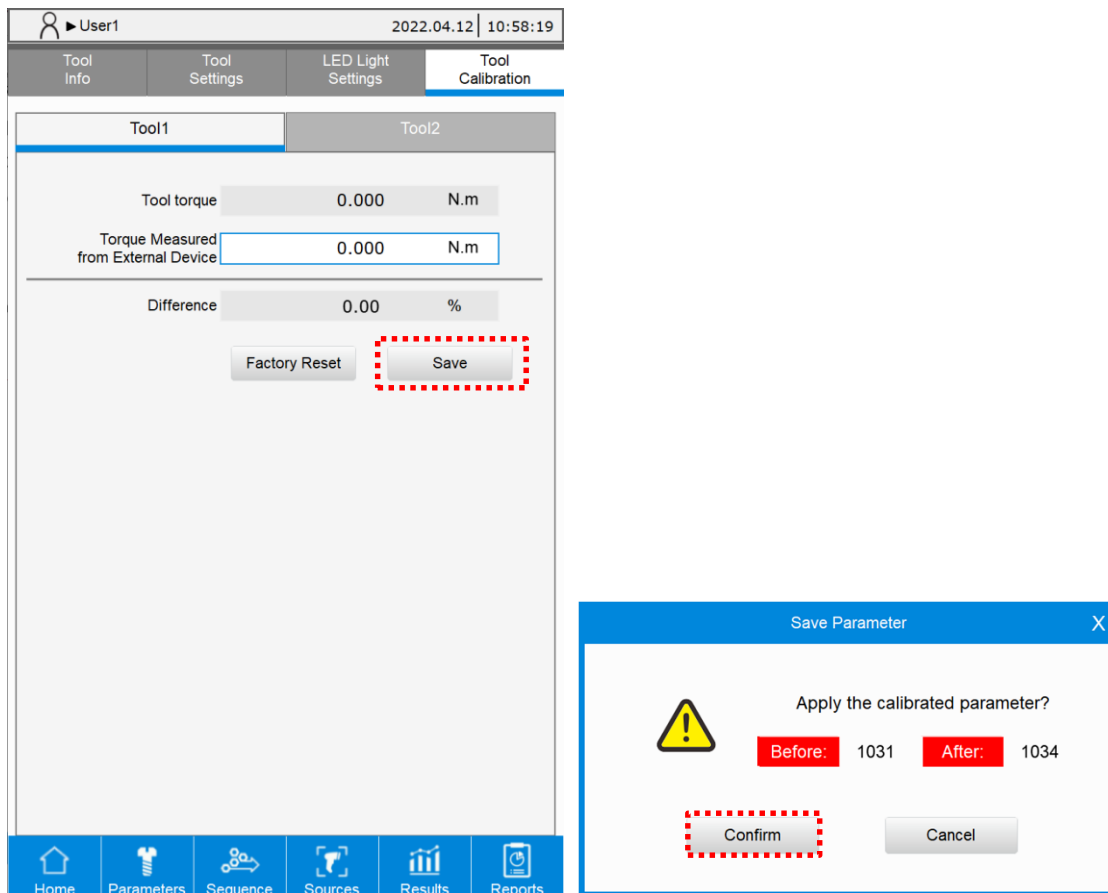 ►User1 2022.04.12 10:58:19
Tool Info
Tool Settings
LED Light Settings
Tool Calibration
Tool1 Tool2
Tool torque 0.000 N.m
Torque Measured
from External Device 0.000 N.m
Difference 0.00 %
Factory Reset Save
Home Parameters Sequence Sources Results Reports
Save Parameter X
Apply the calibrated parameter?
Before: 1031 After: 1034
Confirm Cancel